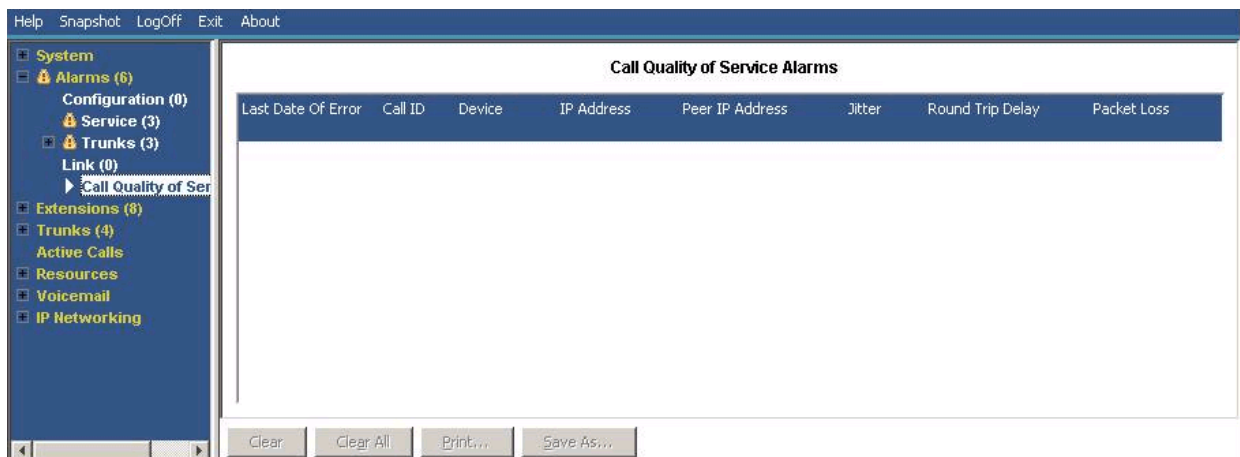 Help Snapshot LogOff Exit About
System
Alarms (6)
Configuration (0)
Service (3)
Trunks (3)
Link (0)
Call Quality of Ser
Extensions (8)
Trunks (4)
Active Calls
Resources
Voicemail
IP Networking
Call Quality of Service Alarms
Last Date Of Error Call ID Device IP Address Peer IP Address Jitter Round Trip Delay Packet Loss
Clear Clear All Print... Save As...